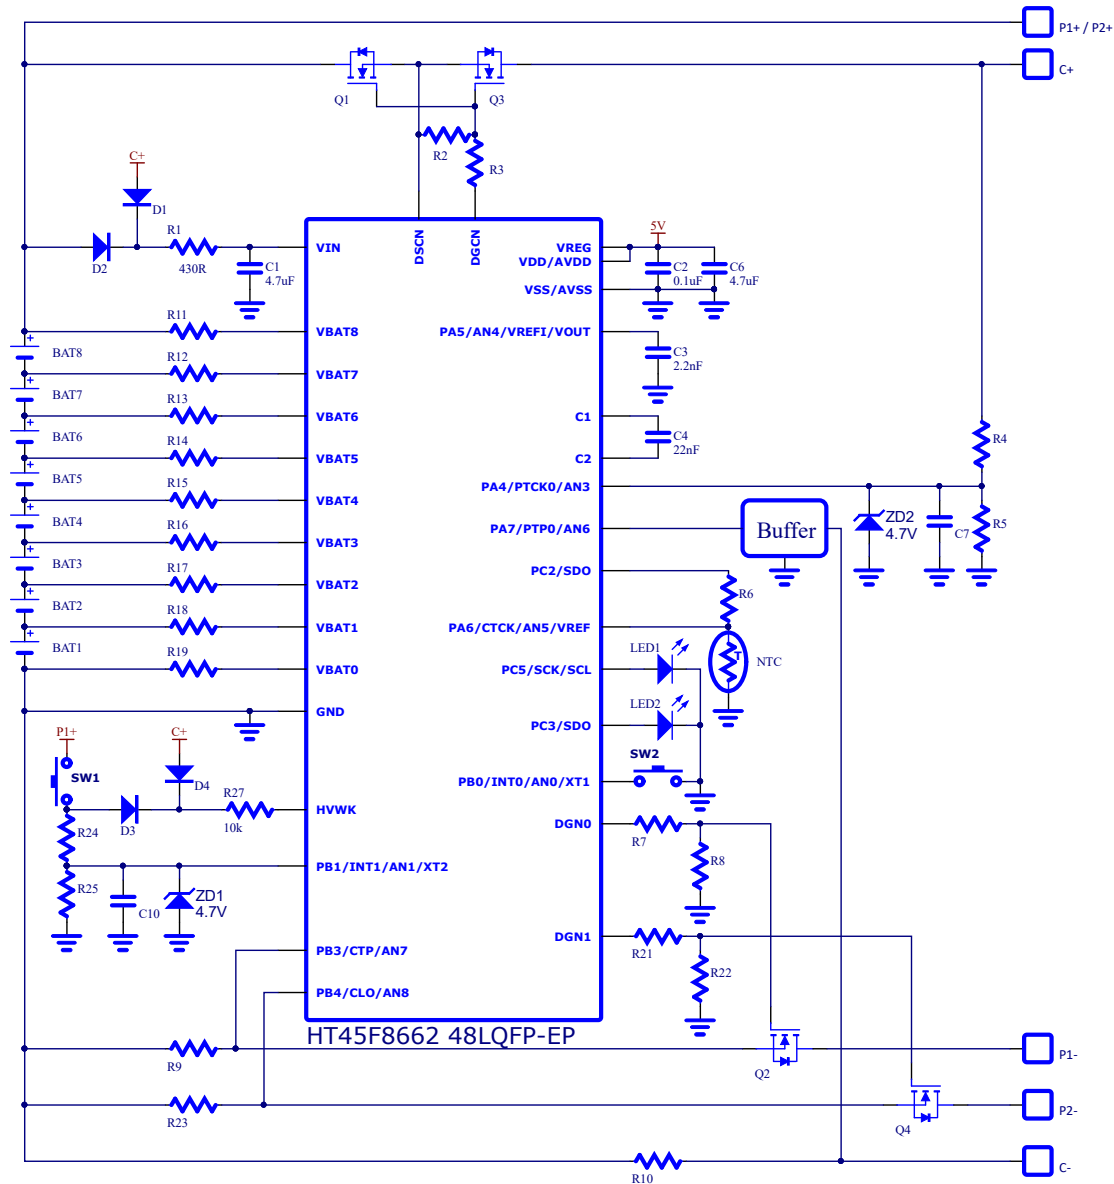 P1+ / P2+
C+
Q1
Q3
R2
R3
C+
D1
R1
D2
430R
C1
4.7uF
VIN
DSCN
DGCN
VREG
VDD/AVDD
VSS/AVSS
5V
C2
0.1uF
C6
4.7uF
R11
VBAT8
BAT8
R12
VBAT7
BAT7
R13
VBAT6
BAT6
R14
VBAT5
BAT5
R15
VBAT4
BAT4
R16
VBAT3
BAT3
R17
VBAT2
BAT2
R18
VBAT1
BAT1
R19
VBAT0
GND
PA5/AN4/VREFI/VOUT
C3
2.2nF
C1
C4
22nF
C2
R4
PA4/PTCK0/AN3
PA7/PTP0/AN6
Buffer
ZD2
4.7V
C7
R5
PC2/SDO
R6
PA6/CTCK/AN5/VREF
LED1
T
NTC
PC5/SCK/SCL
LED2
PC3/SDO
SW2
PB0/INT0/AN0/XT1
P1+
C+
SW1
D4
R27
10k
D3
HVWK
R24
PB1/INT1/AN1/XT2
R25
C10
ZD1
4.7V
DGN0
R7
R8
DGN1
R21
R22
PB3/CTP/AN7
PB4/CLO/AN8
HT45F8662 48LQFP-EP
R9
Q2
P1-
R23
Q4
P2-
R10
C-